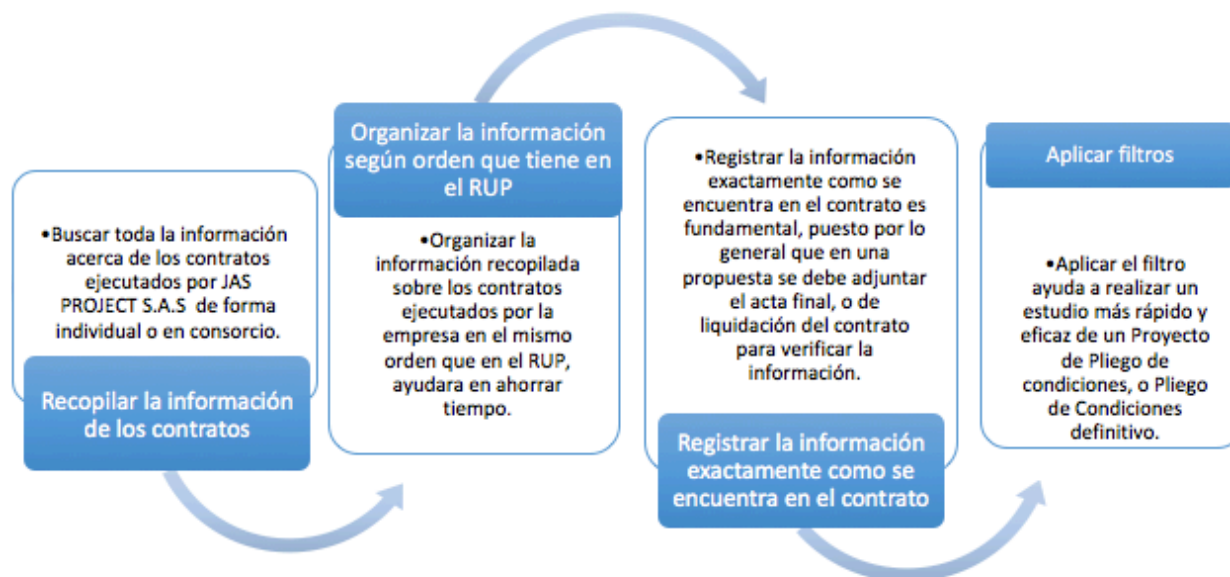 •Buscar toda la información
acerca de los contratos
ejecutados por JAS
PROJECT S.A.S de forma
individual o en consorcio.
Recopilar la información
de los contratos
Organizar la información
según orden que tiene en
el RUP
•Organizar la
información recopilada
sobre los contratos
ejecutados por la
empresa en el mismo
orden que en el RUP,
ayudara en ahorrar
tiempo.
•Registrar la información
exactamente como se
encuentra en el contrato es
fundamental, puesto por lo
general que en una
propuesta se debe adjuntar
el acta final, o de
liquidación del contrato
para verificar la
información.
Registrar la información
exactamente como se
encuentra en el contrato
Aplicar filtros
•Aplicar el filtro
ayuda a realizar un
estudio más rápido y
eficaz de un Proyecto
de Pliego de
condiciones, o Pliego
de Condiciones
definitivo.